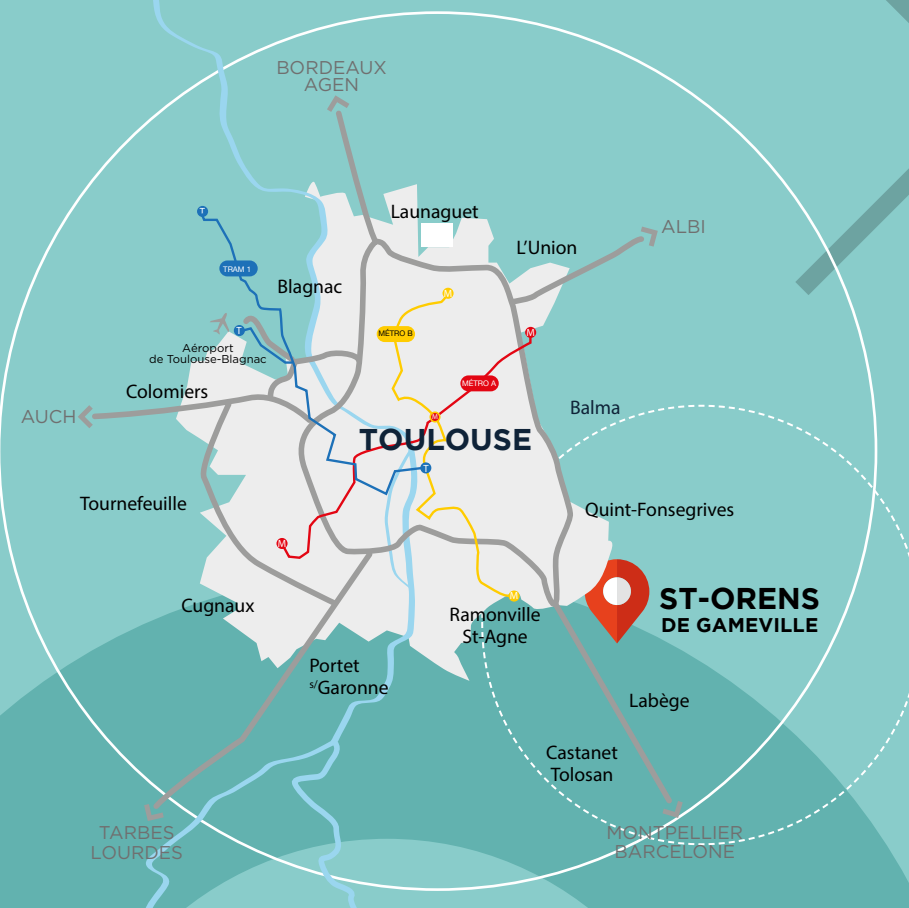 BORDEAUX
AGEN
Launaguet
ALBI
L'Union
T
TRAM 1
Blagnac
M
T
MÉTRO B
M
Aéroport
de Toulouse-Blagnac
MÉTRO A
Colomiers
AUCH
Balma
M
TOULOUSE
T
Tournefeuille
Quint-Fonsegrives
M
Cugnaux
M
ST-ORENS
DE GAMEVILLE
Ramonville
St-Agne
Portet
s/Garonne
Labège
Castanet
Tolosan
TARBES
LOURDES
MONTPELLIER
BARCELONE